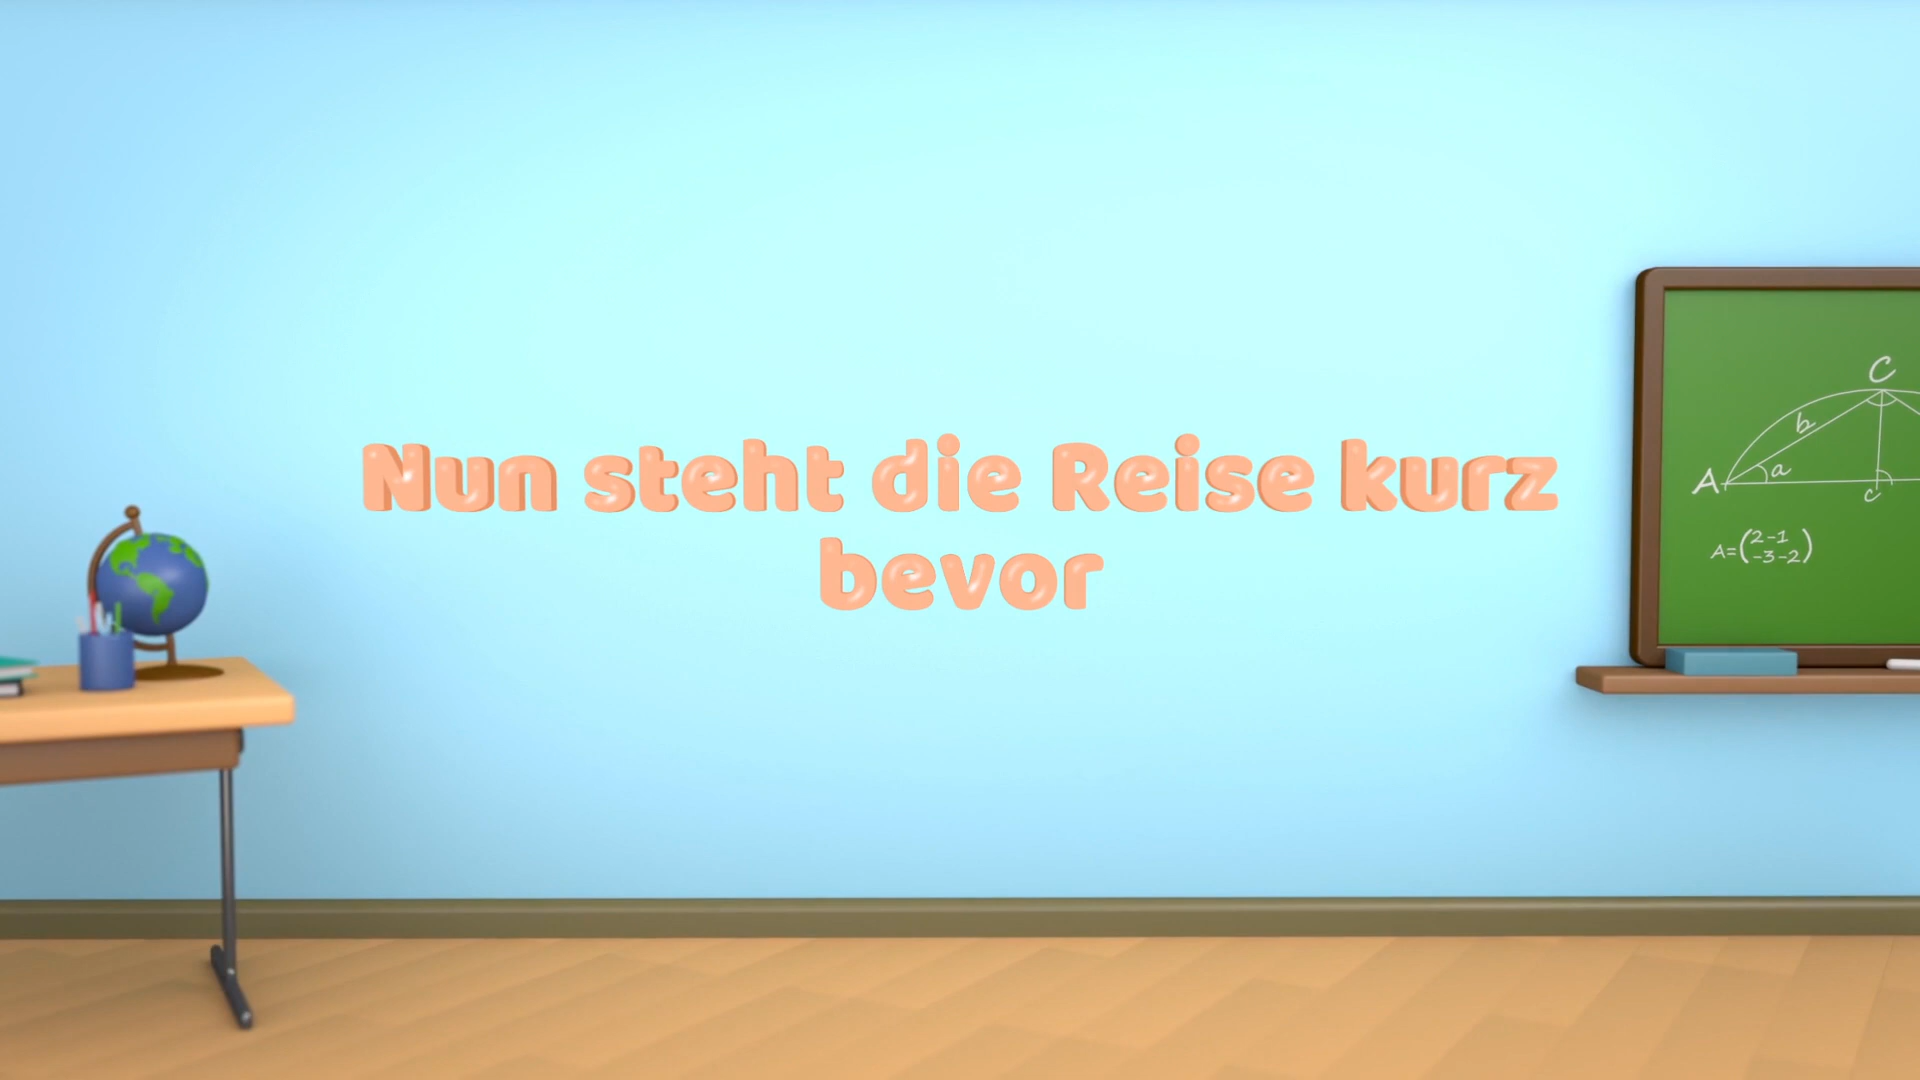 Nun steht die Reise kurz
bevor
C
b
A a
c
A=(2-1
-3-2)